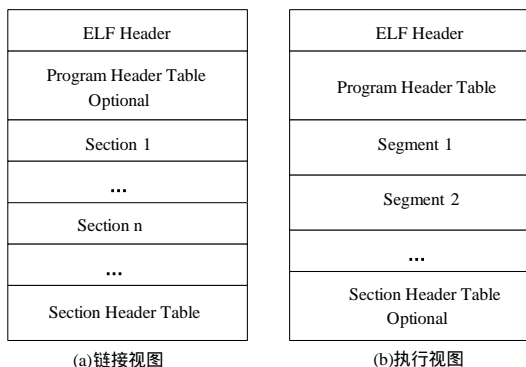 ELF Header
Program Header Table
Optional
Section 1
...
Section n
...
Section Header Table
(a)链接视图
ELF Header
Program Header Table
Segment 1
Segment 2
...
Section Header Table
Optional
(b)执行视图